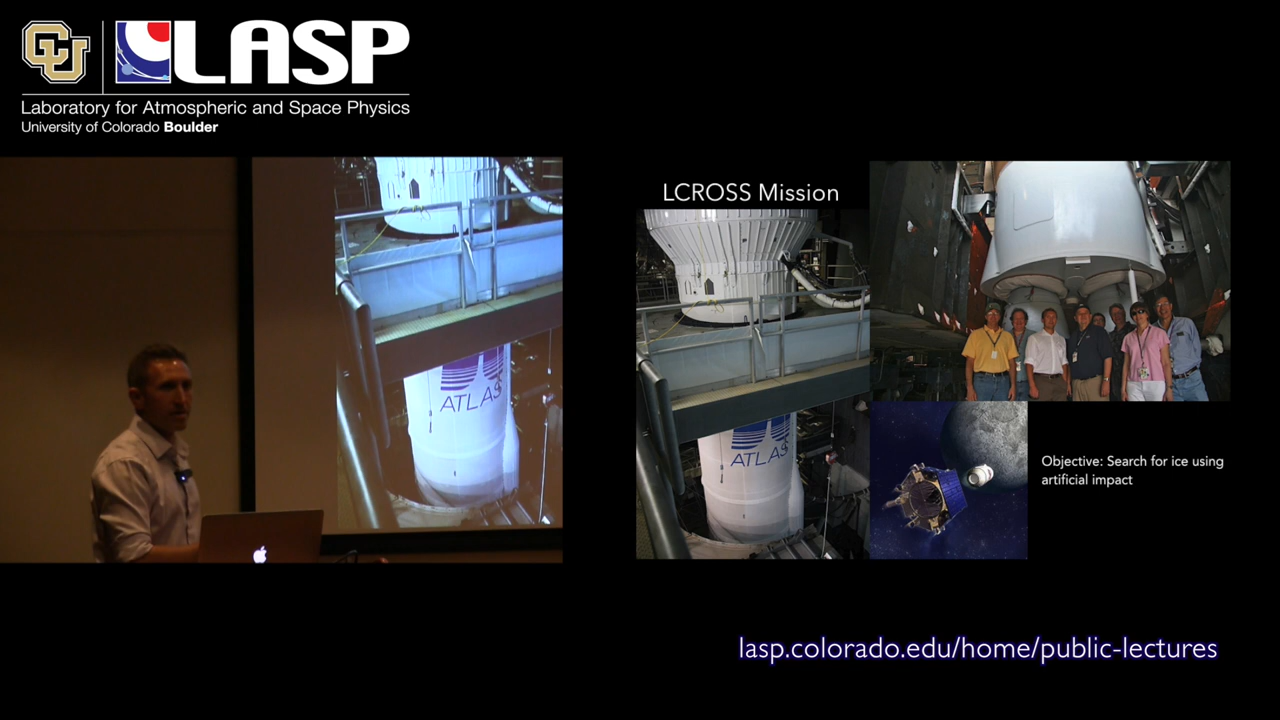 CU
LASP
Laboratory for Atmospheric and Space Physics
University of Colorado Boulder
LCROSS Mission
ATLAS
ATLAS
Objective: Search for ice using
artificial impact
lasp.colorado.edu/home/public-lectures